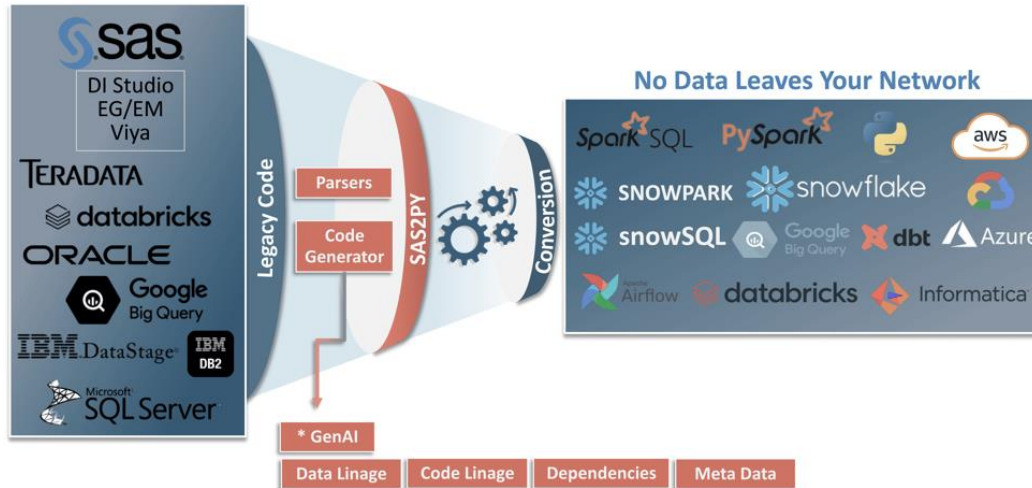 sas
DI Studio
EG/EM
Viya
TERADATA
databricks
ORACLE
Google
Big Query
IBM DataStage
IBM
DB2
Microsoft
SQL Server
Legacy Code
Parsers
Code
Generator
SAS2PY
Conversion
* GenAI
Data Linage
Code Linage
Dependencies
Meta Data
No Data Leaves Your Network
Spark SQL
PySpark
aws
SNOWPARK
snowflake
snowSQL
Google
Big Query
dbt
Azure
Apache
Airflow
databricks
Informatica